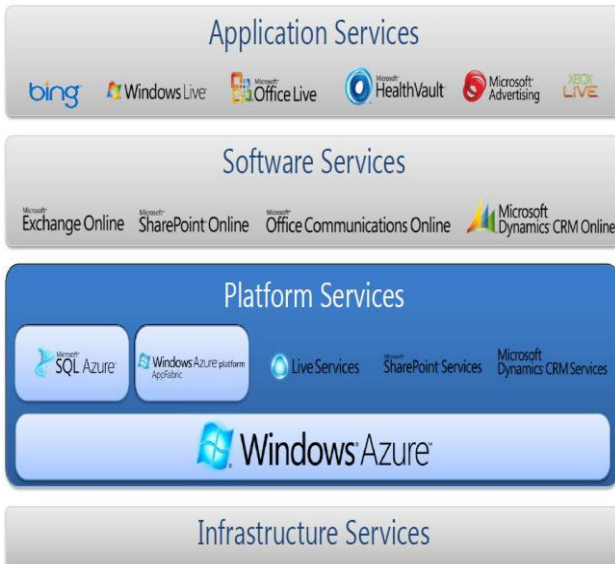 Application Services
bing Windows Live Microsoft Office Live Microsoft HealthVault Microsoft Advertising XBOX LIVE
Software Services
Microsoft Exchange Online Microsoft SharePoint Online Microsoft Office Communications Online Microsoft Dynamics CRM Online
Platform Services
Microsoft SQL Azure Windows Azure platform AppFabric Live Services Microsoft SharePoint Services Microsoft Dynamics CRM Services
Windows Azure
Infrastructure Services